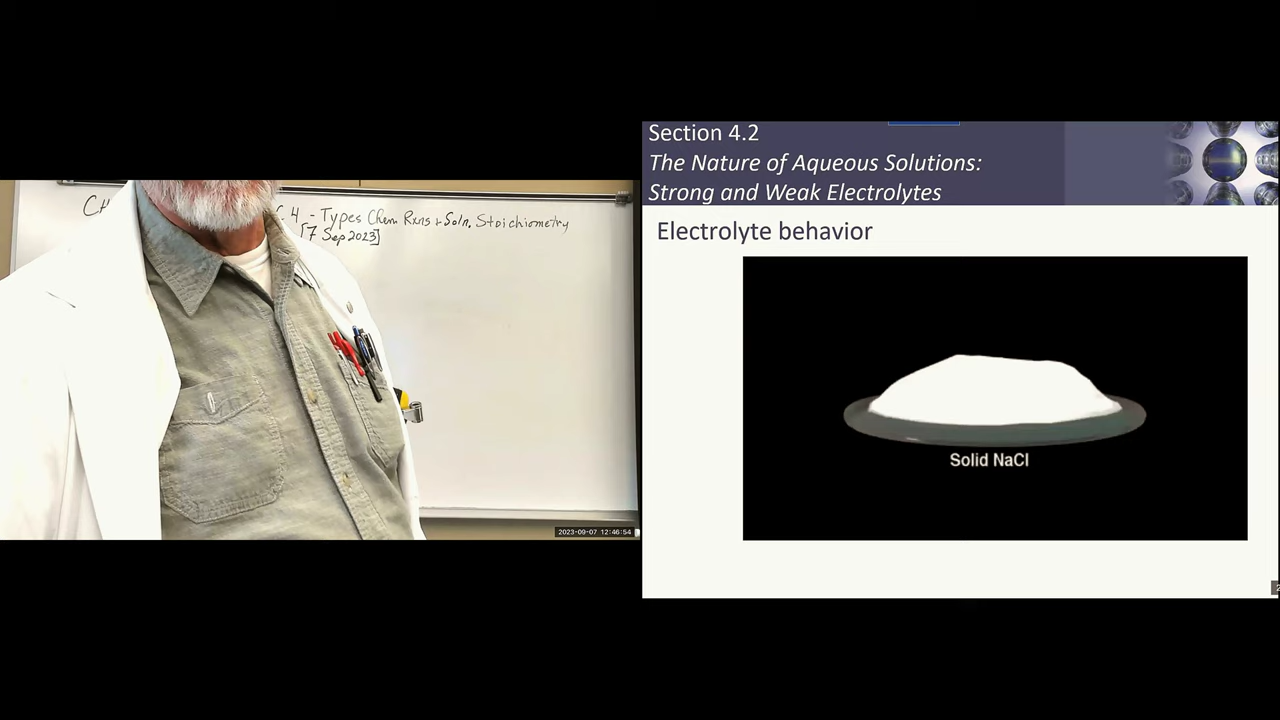 CH
C. 4 - Types Chem Rxns + Soln. Stoichiometry
[7 Sep 2023]
2023-09-07 12:46:54
Section 4.2
The Nature of Aqueous Solutions:
Strong and Weak Electrolytes
Electrolyte behavior
Solid NaCl